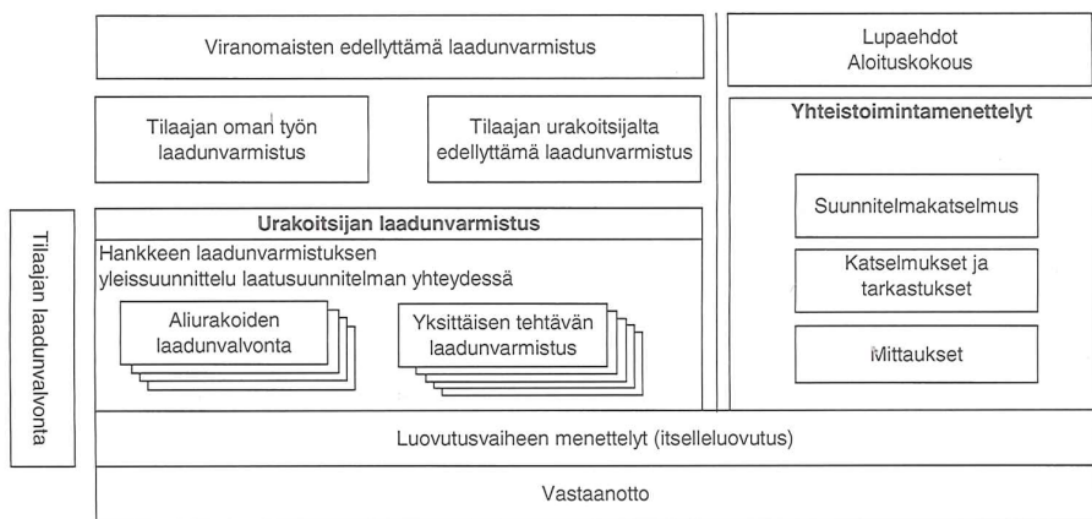 Viranomaisten edellyttämä laadunvarmistus
Lupaehdot
Aloituskokous
Tilaajan oman työn
laadunvarmistus
Tilaajan urakoitsijalta
edellyttämä laadunvarmistus
Yhteistoimintamenettelyt
Suunnitelmakatselmus
Katselmukset ja
tarkastukset
Mittaukset
Tilaajan laadunvalvonta
Urakoitsijan laadunvarmistus
Hankkeen laadunvarmistuksen
yleissuunnittelu laatusuunnitelman yhteydessä
Aliurakoiden
laadunvalvonta
Yksittäisen tehtävän
laadunvarmistus
Luovutusvaiheen menettelyt (itselleluovutus)
Vastaanotto